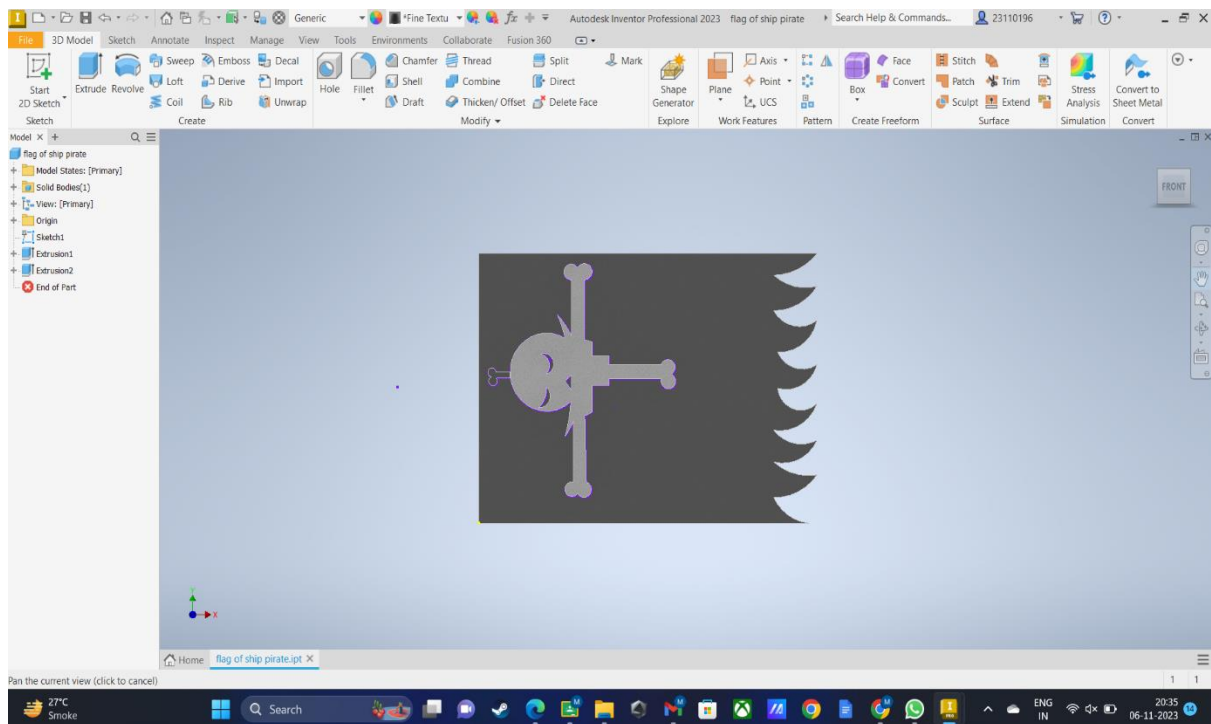 Generic
*Fine Textu
Autodesk Inventor Professional 2023 flag of ship pirate
Search Help & Commands...
23110196
File 3D Model Sketch Annotate Inspect Manage View Tools Environments Collaborate Fusion 360
Start
2D Sketch
Extrude Revolve
Sweep Emboss Decal
Loft Derive Import
Coil Rib Unwrap
Hole Fillet
Chamfer Thread Split Mark
Shell Combine Direct
Draft Thicken/ Offset Delete Face
Shape
Generator
Plane
Axis
Point
UCS
Box
Face
Convert
Stitch
Patch Trim
Sculpt Extend
Stress
Analysis
Convert to
Sheet Metal
Sketch Create Modify Explore Work Features Pattern Create Freeform Surface Simulation Convert
Model × +
flag of ship pirate
Model States: [Primary]
Solid Bodies(1)
View: [Primary]
Origin
Sketch1
Extrusion1
Extrusion2
End of Part
FRONT
Y
X
Home flag of ship pirate.ipt ×
Pan the current view (click to cancel)
1 1
27°C
Smoke
Search
ENG
IN
20:35
06-11-2023
14